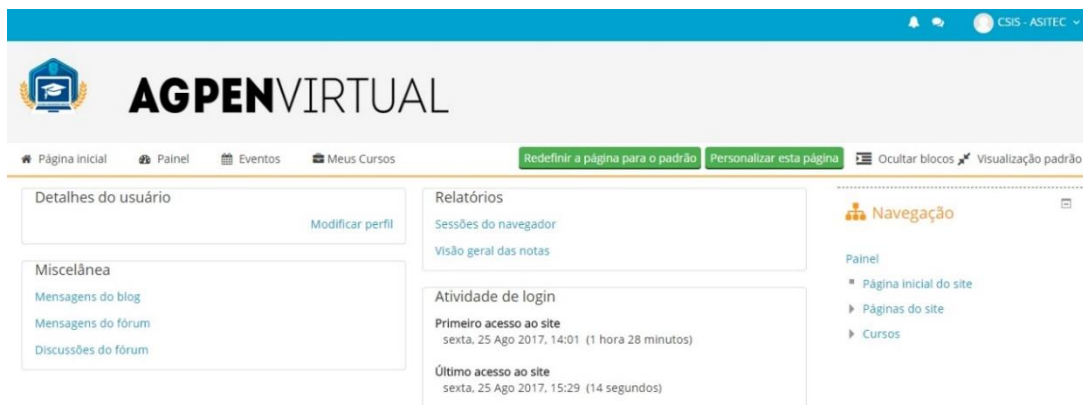 CSIS - ASITEC
AGPENVIRTUAL
Página inicial
Painel
Eventos
Meus Cursos
Redefinir a página para o padrão
Personalizar esta página
Ocultar blocos
Visualização padrão
Detalhes do usuário
Modificar perfil
Miscelânea
Mensagens do blog
Mensagens do fórum
Discussões do fórum
Relatórios
Sessões do navegador
Visão geral das notas
Atividade de login
Primeiro acesso ao site
sexta, 25 Ago 2017, 14:01 (1 hora 28 minutos)
Último acesso ao site
sexta, 25 Ago 2017, 15:29 (14 segundos)
Navegação
Painel
Página inicial do site
Páginas do site
Cursos